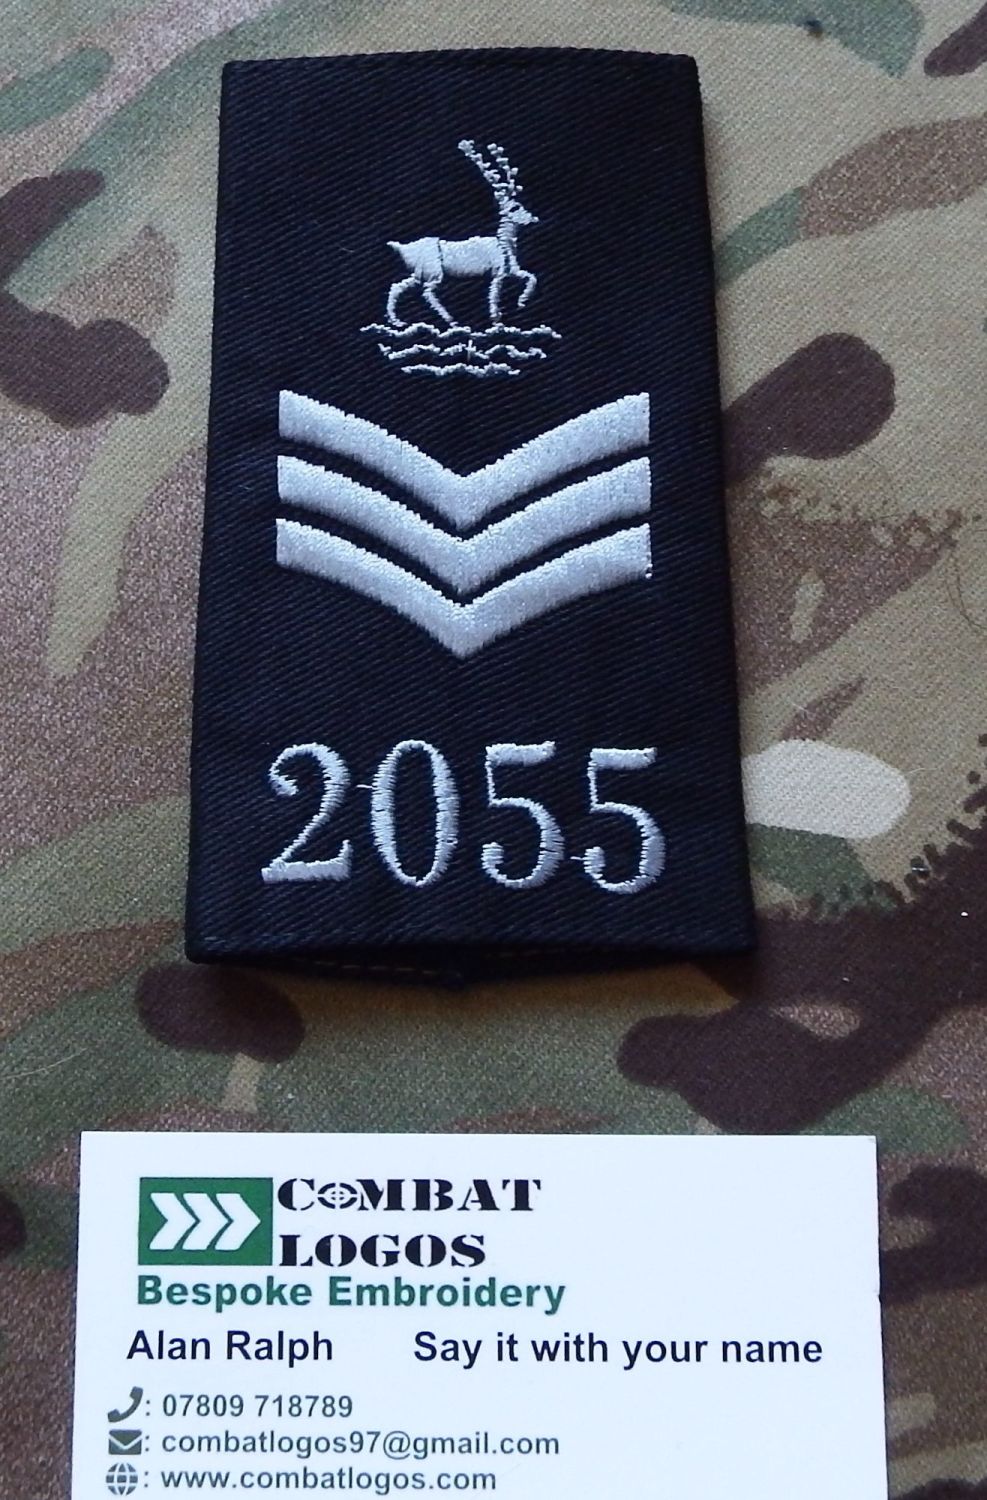 2055
COMBAT
LOGOS
Bespoke Embroidery
Alan Ralph Say it with your name
: 07809 718789
: combatlogos97@gmail.com
: www.combatlogos.com